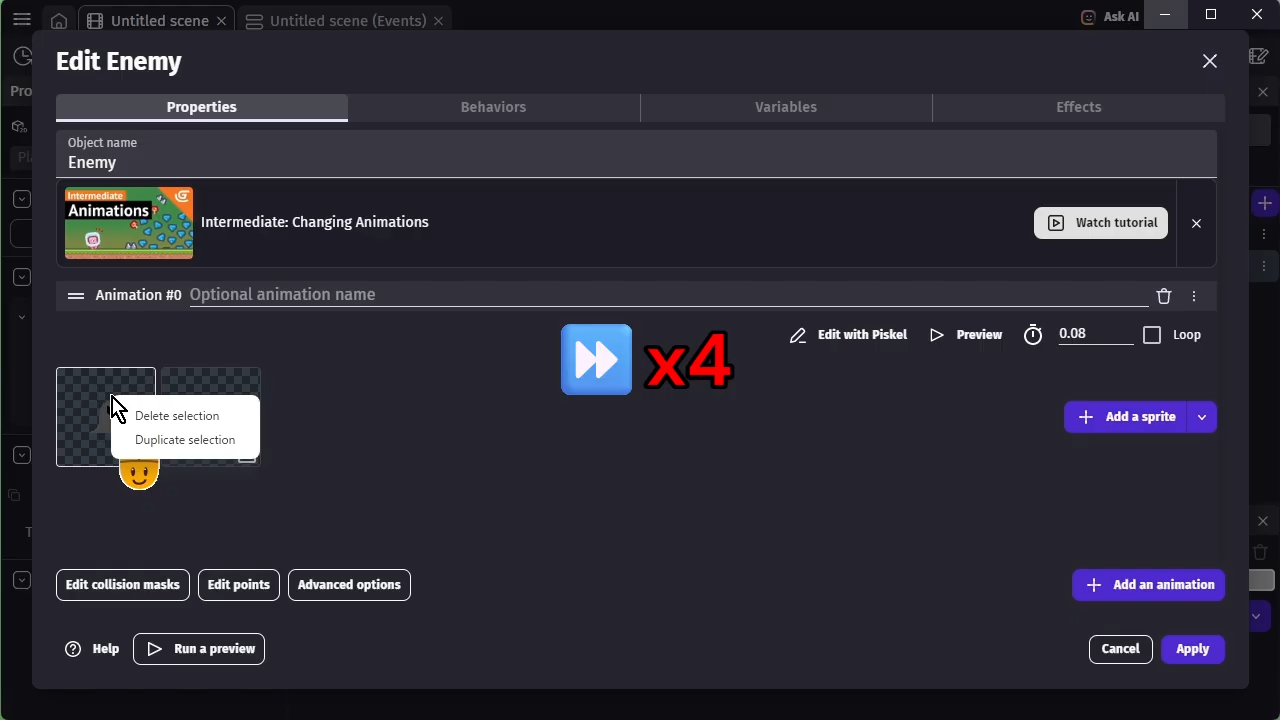 Untitled scene
Untitled scene (Events)
Ask AI
Edit Enemy
Pro
Properties
Behaviors
Variables
Effects
Object name
Enemy
Intermediate
Animations
Intermediate: Changing Animations
Watch tutorial
Animation #0
Optional animation name
Edit with Piskel
Preview
0.08
Loop
x4
Delete selection
Duplicate selection
Add a sprite
Edit collision masks
Edit points
Advanced options
Add an animation
Help
Run a preview
Cancel
Apply